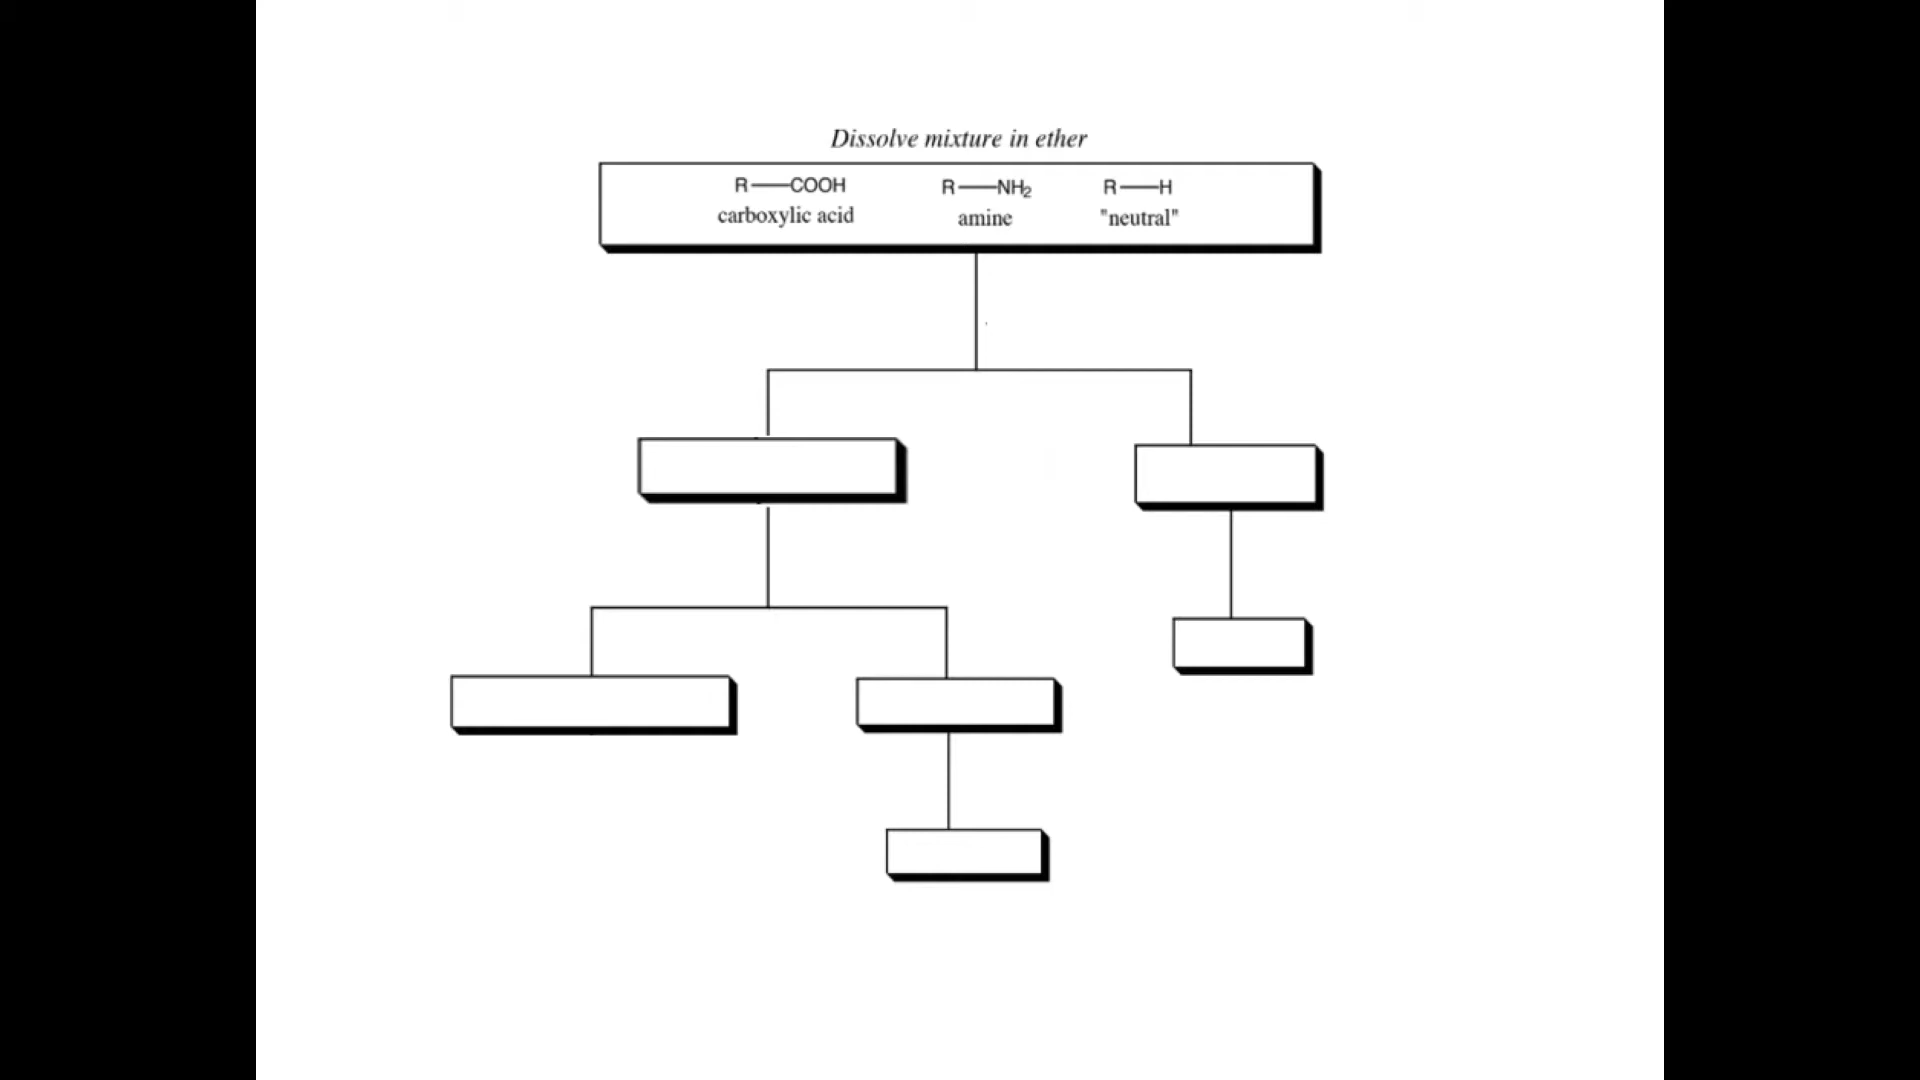 Dissolve mixture in ether
R—COOH R—NH₂ R—H
carboxylic acid amine "neutral"